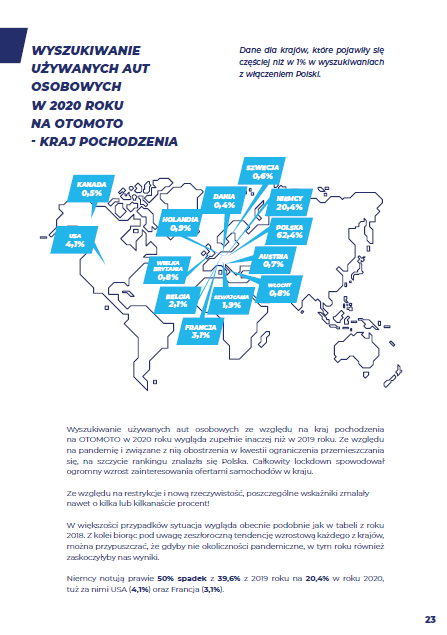 WYSZUKIWANIE
UŻYWANYCH AUT
OSOBOWYCH
W 2020 ROKU
NA OTOMOTO
- KRAJ POCHODZENIA
Dane dla krajów, które pojawiły się
częściej niż w 1% w wyszukiwaniach
z włączeniem Polski.
SZWECJA
0,6%
KANADA
0,5%
DANIA
0,4%
NIEMCY
20,4%
HOLANDIA
0,9%
POLSKA
62,4%
USA
4,1%
AUSTRIA
0,7%
WIELKA
BRYTANIA
0,8%
WŁOCHY
0,8%
BELGIA
2,1%
SZWAJCARIA
1,9%
FRANCJA
3,1%
Wyszukiwanie używanych aut osobowych ze względu na kraj pochodzenia
na OTOMOTO w 2020 roku wygląda zupełnie inaczej niż w 2019 roku. Ze względu
na pandemię i związane z nią obostrzenia w kwestii ograniczenia przemieszczania
się, na szczycie rankingu znalazła się Polska. Całkowity lockdown spowodował
ogromny wzrost zainteresowania ofertami samochodów w kraju.
Ze względu na restrykcje i nową rzeczywistość, poszczególne wskaźniki zmalały
nawet o kilka lub kilkanaście procent!
W większości przypadków sytuacja wygląda obecnie podobnie jak w tabeli z roku
2018. Z kolei biorąc pod uwagę zeszłoroczną tendencję wzrostową każdego z krajów,
można przypuszczać, że gdyby nie okoliczności pandemiczne, w tym roku również
zaskoczyłyby nas wyniki.
Niemcy notują prawie 50% spadek z 39,6% z 2019 roku na 20,4% w roku 2020,
tuż za nimi USA (4,1%) oraz Francja (3,1%).
23